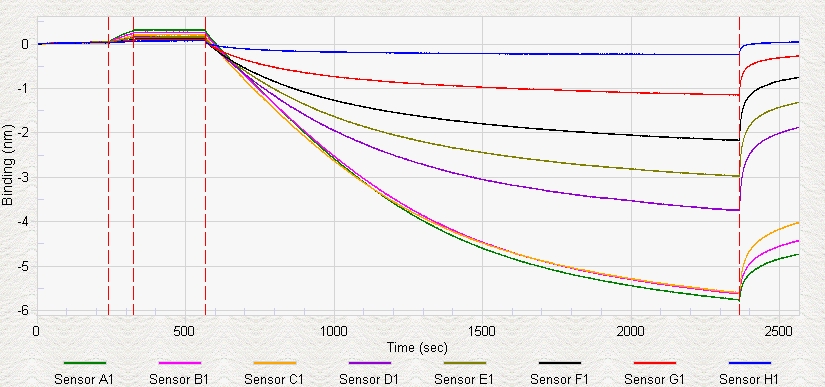 Binding (nm)
0
-1
-2
-3
-4
-5
-6
0 500 1000 1500 2000 2500
Time (sec)
Sensor A1 Sensor B1 Sensor C1 Sensor D1 Sensor E1 Sensor F1 Sensor G1 Sensor H1